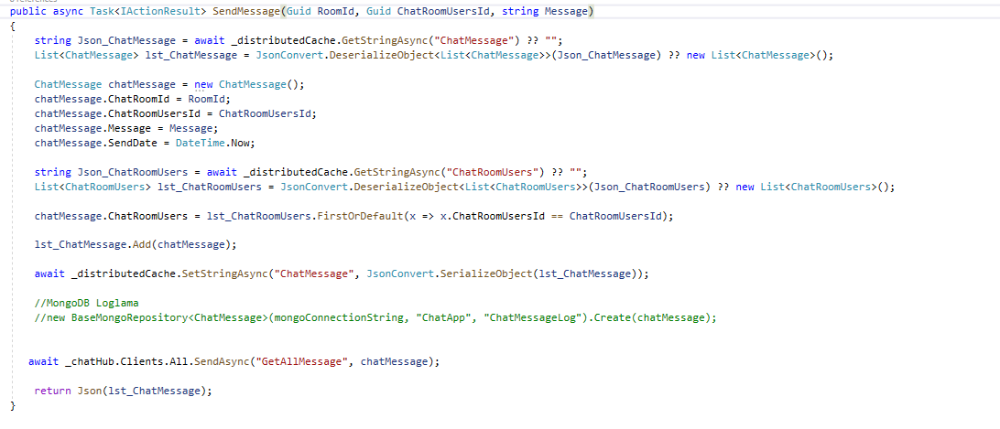 public async Task<IActionResult> SendMessage(Guid RoomId, Guid ChatRoomUsersId, string Message)
{
string Json_ChatMessage = await _distributedCache.GetStringAsync("ChatMessage") ?? "";
List<ChatMessage> lst_ChatMessage = JsonConvert.DeserializeObject<List<ChatMessage>>(Json_ChatMessage) ?? new List<ChatMessage>();
ChatMessage chatMessage = new ChatMessage();
chatMessage.ChatRoomId = RoomId;
chatMessage.ChatRoomUsersId = ChatRoomUsersId;
chatMessage.Message = Message;
chatMessage.SendDate = DateTime.Now;
string Json_ChatRoomUsers = await _distributedCache.GetStringAsync("ChatRoomUsers") ?? "";
List<ChatRoomUsers> lst_ChatRoomUsers = JsonConvert.DeserializeObject<List<ChatRoomUsers>>(Json_ChatRoomUsers) ?? new List<ChatRoomUsers>();
chatMessage.ChatRoomUsers = lst_ChatRoomUsers.FirstOrDefault(x => x.ChatRoomUsersId == ChatRoomUsersId);
lst_ChatMessage.Add(chatMessage);
await _distributedCache.SetStringAsync("ChatMessage", JsonConvert.SerializeObject(lst_ChatMessage));
//MongoDB Loglama
//new BaseMongoRepository<ChatMessage>(mongoConnectionString, "ChatApp", "ChatMessageLog").Create(chatMessage);
await _chatHub.Clients.All.SendAsync("GetAllMessage", chatMessage);
return Json(lst_ChatMessage);
}